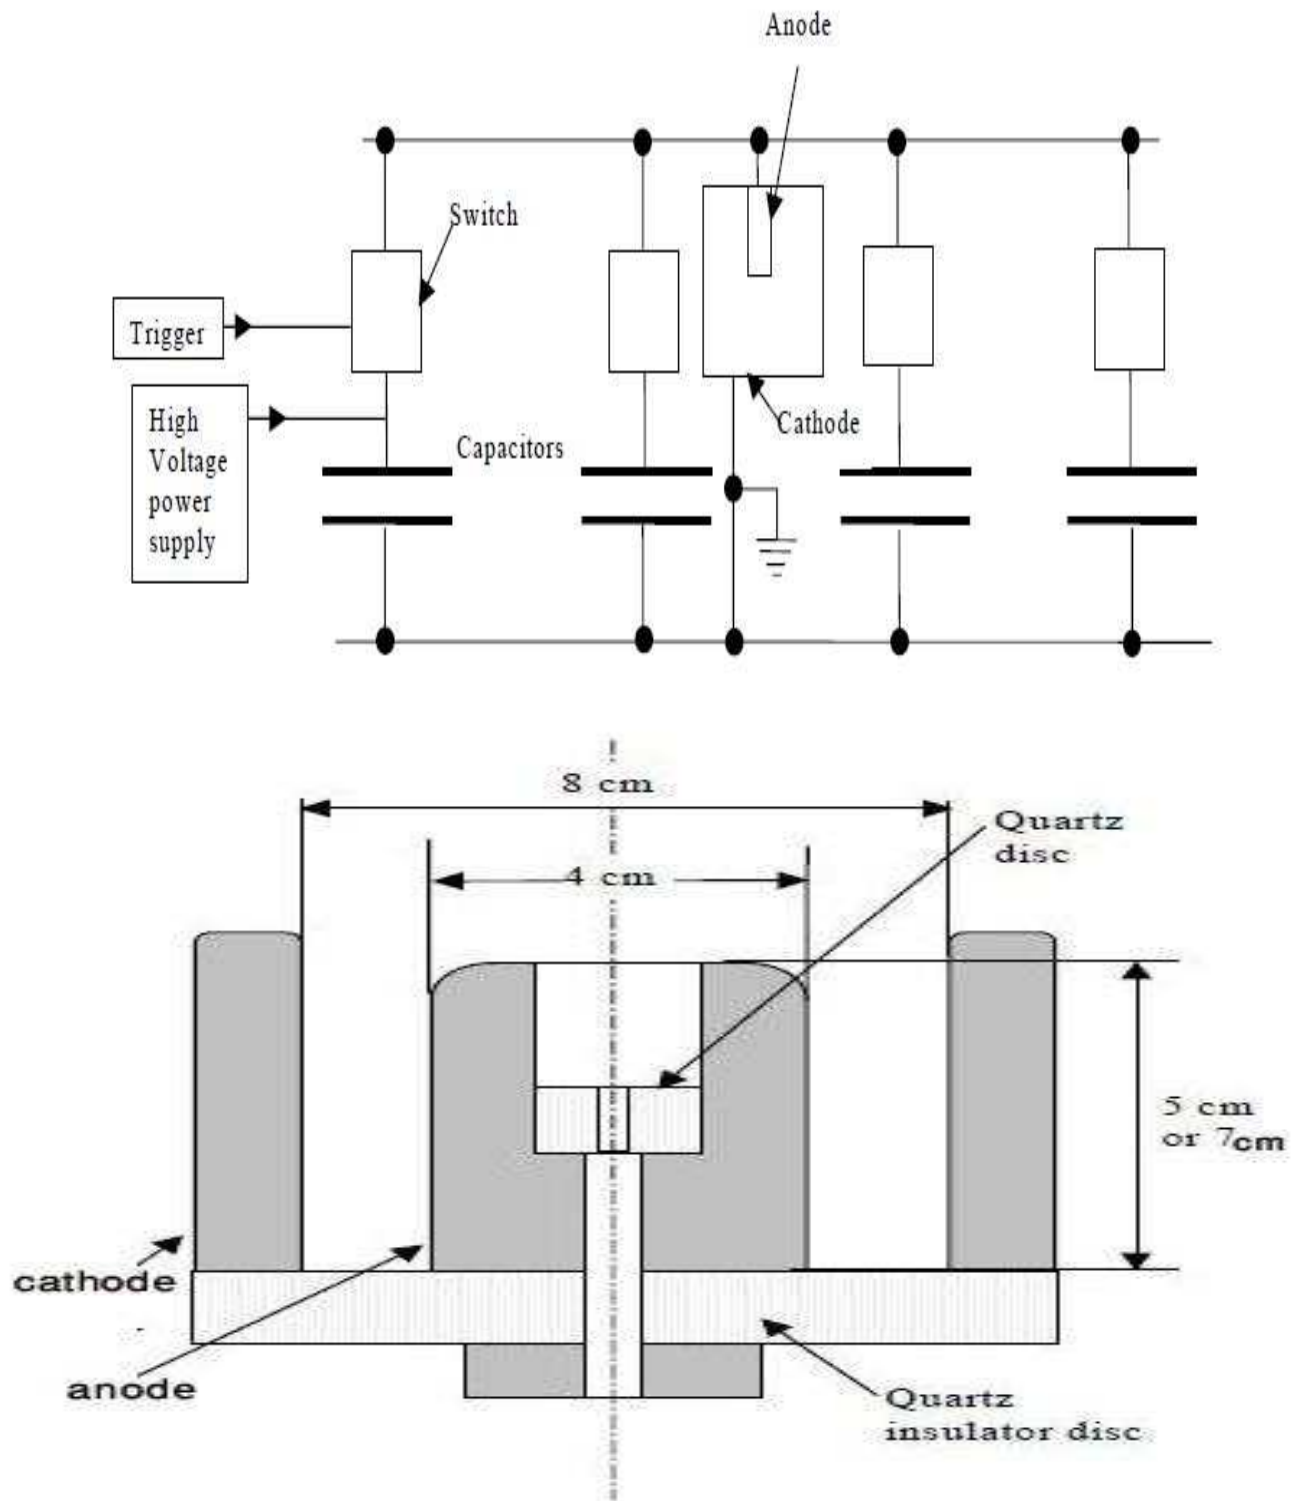 Anode
Switch
Trigger
High
Voltage
power
supply
Capacitors
Cathode
8 cm
Quartz
disc
4 cm
5 cm
or 7cm
cathode
anode
Quartz
insulator disc